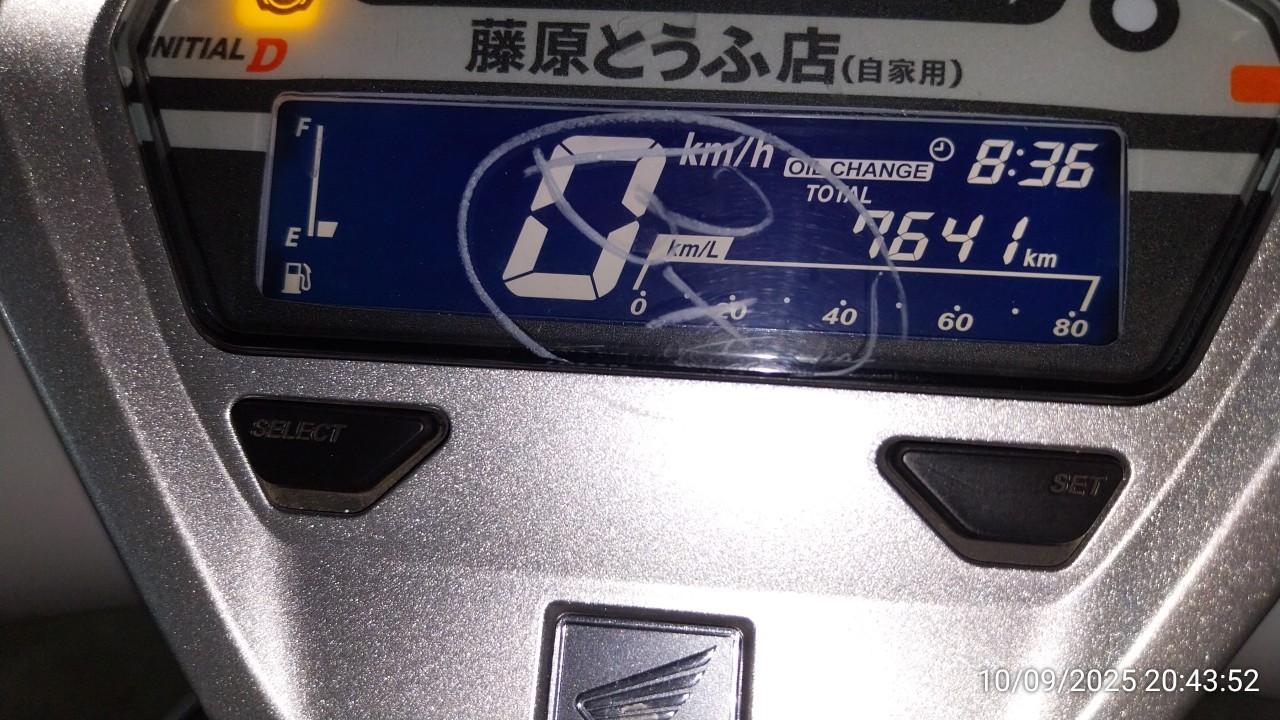 INITIAL D
藤原とうふ店(自家用)
F
E
0 km/h
OIL CHANGE
8:36
TOTAL
7641 km
km/L
0 20 40 60 80
SELECT
SET
10/09/2025 20:43:52